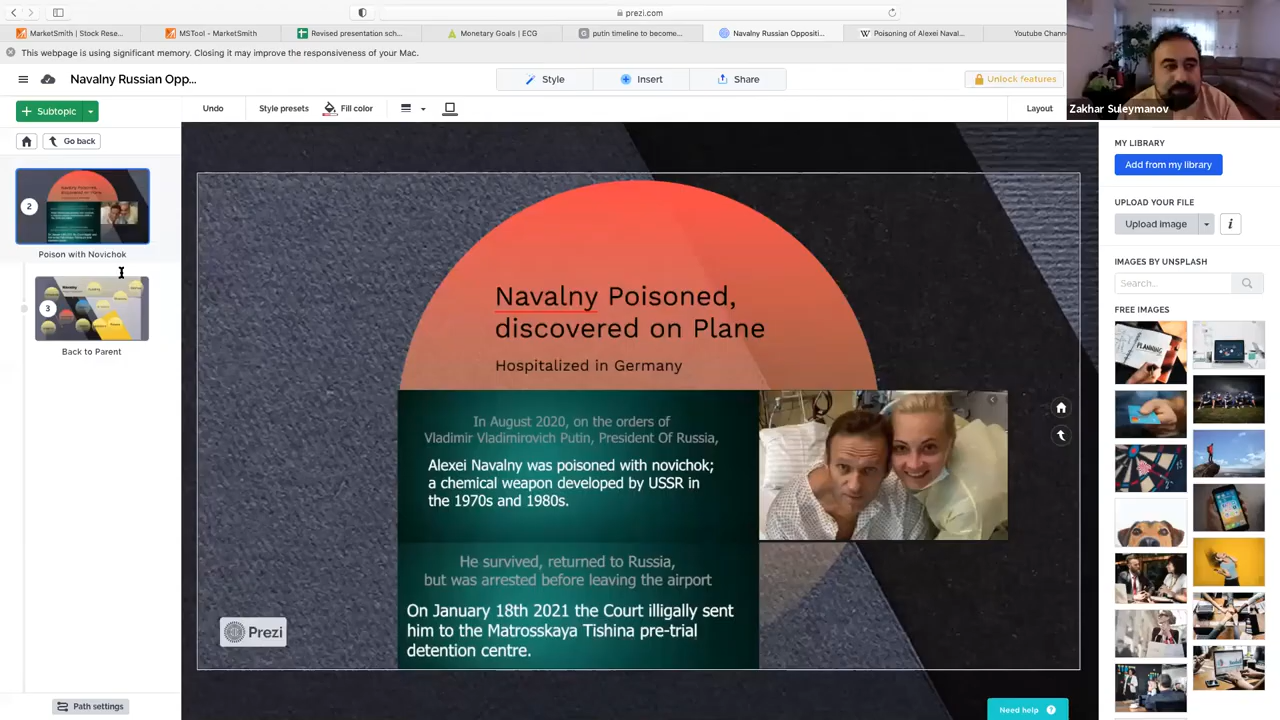 prezi.com
MarketSmith | Stock Rese...
MSTool - MarketSmith
Revised presentation sch...
Monetary Goals | ECG
putin timeline to become...
Navalny Russian Oppositi...
Poisoning of Alexei Naval...
Youtube Chann
This webpage is using significant memory. Closing it may improve the responsiveness of your Mac.
Navalny Russian Opp...
Style
Insert
Share
Unlock features
Zakhar Suleymanov
Subtopic
Undo
Style presets
Fill color
Layout
Go back
MY LIBRARY
Add from my library
UPLOAD YOUR FILE
Upload image
i
IMAGES BY UNSPLASH
Search...
FREE IMAGES
PLANNING
2
Poison with Novichok
3
Back to Parent
Navalny Poisoned,
discovered on Plane
Hospitalized in Germany
In August 2020, on the orders of
Vladimir Vladimirovich Putin, President Of Russia,
Alexei Navalny was poisoned with novichok;
a chemical weapon developed by USSR in
the 1970s and 1980s.
He survived, returned to Russia,
but was arrested before leaving the airport
On January 18th 2021 the Court illigally sent
him to the Matrosskaya Tishina pre-trial
detention centre.
Prezi
Path settings
Need help ?